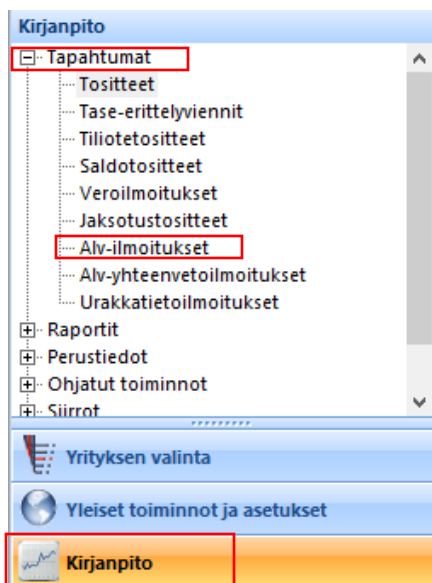 Kirjanpito
Tapahtumat
Tositteet
Tase-erittelyviennit
Tiliotetositteet
Saldotositteet
Veroilmoitukset
Jaksotustositteet
Alv-ilmoitukset
Alv-yhteenvetoilmoitukset
Urakkatietoilmoitukset
Raportit
Perustiedot
Ohjatut toiminnot
Siirrot
Yrityksen valinta
Yleiset toiminnot ja asetukset
Kirjanpito